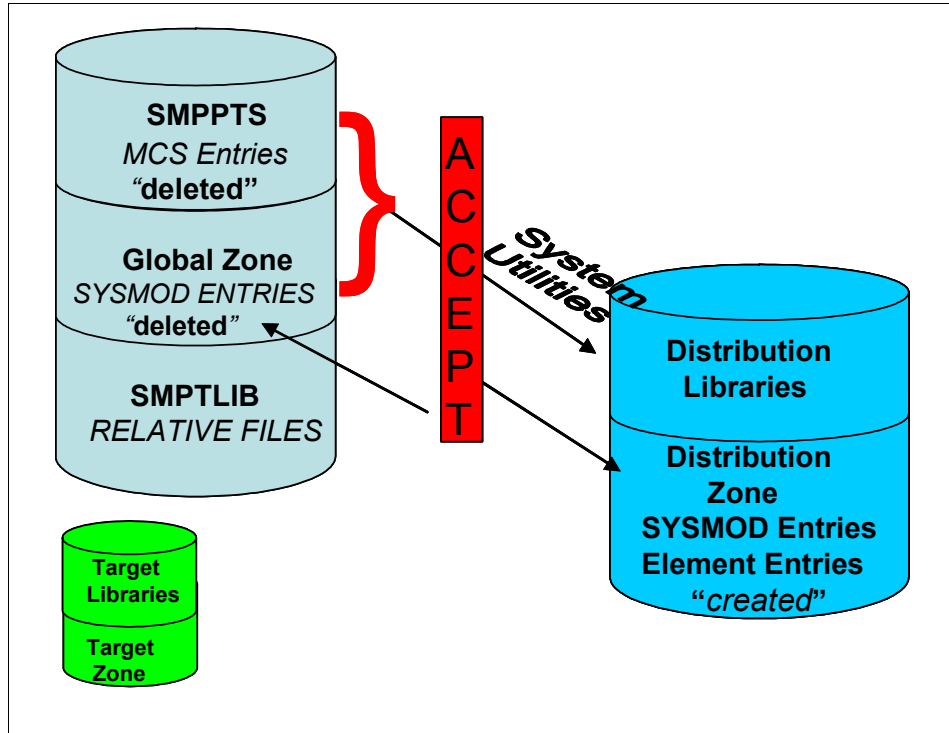 SMPPTS
MCS Entries
“deleted”
Global Zone
SYSMOD ENTRIES
“deleted”
SMPTLIB
RELATIVE FILES
A
C
C
E
P
T
System
Utilities
Distribution
Libraries
Distribution
Zone
SYSMOD Entries
Element Entries
“created”
Target
Libraries
Target
Zone